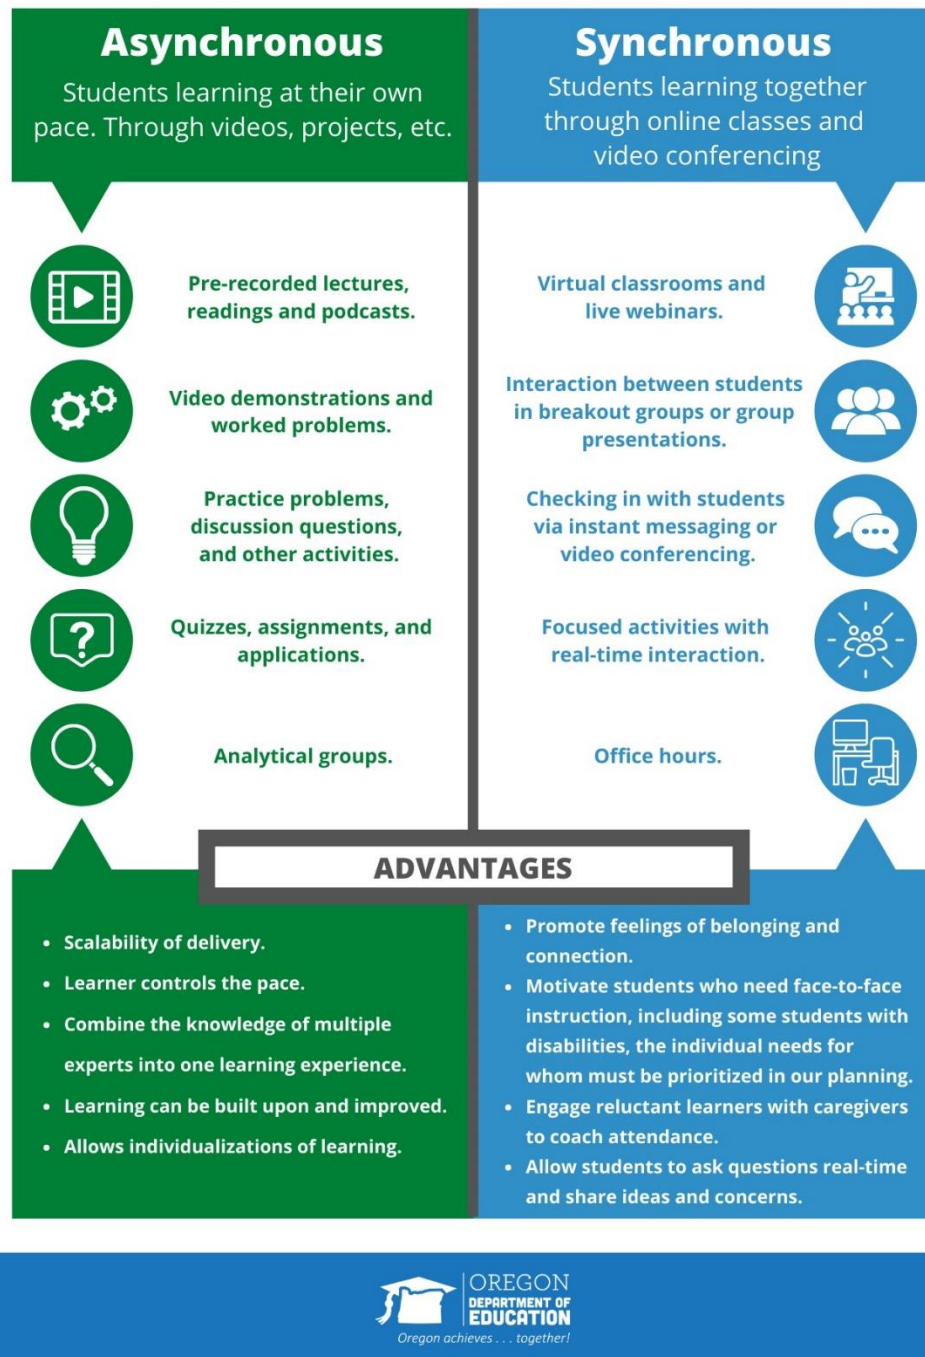 Asynchronous
Students learning at their own
pace. Through videos, projects, etc.
Pre-recorded lectures,
readings and podcasts.
Video demonstrations and
worked problems.
Practice problems,
discussion questions,
and other activities.
?
Quizzes, assignments, and
applications.
Analytical groups.
Synchronous
Students learning together
through online classes and
video conferencing
Virtual classrooms and
live webinars.
Interaction between students
in breakout groups or group
presentations.
Checking in with students
via instant messaging or
video conferencing.
Focused activities with
real-time interaction.
Office hours.
ADVANTAGES
• Scalability of delivery.
• Learner controls the pace.
• Combine the knowledge of multiple
experts into one learning experience.
• Learning can be built upon and improved.
• Allows individualizations of learning.
• Promote feelings of belonging and
connection.
• Motivate students who need face-to-face
instruction, including some students with
disabilities, the individual needs for
whom must be prioritized in our planning.
• Engage reluctant learners with caregivers
to coach attendance.
• Allow students to ask questions real-time
and share ideas and concerns.
OREGON
DEPARTMENT OF
EDUCATION
Oregon achieves . . . together!